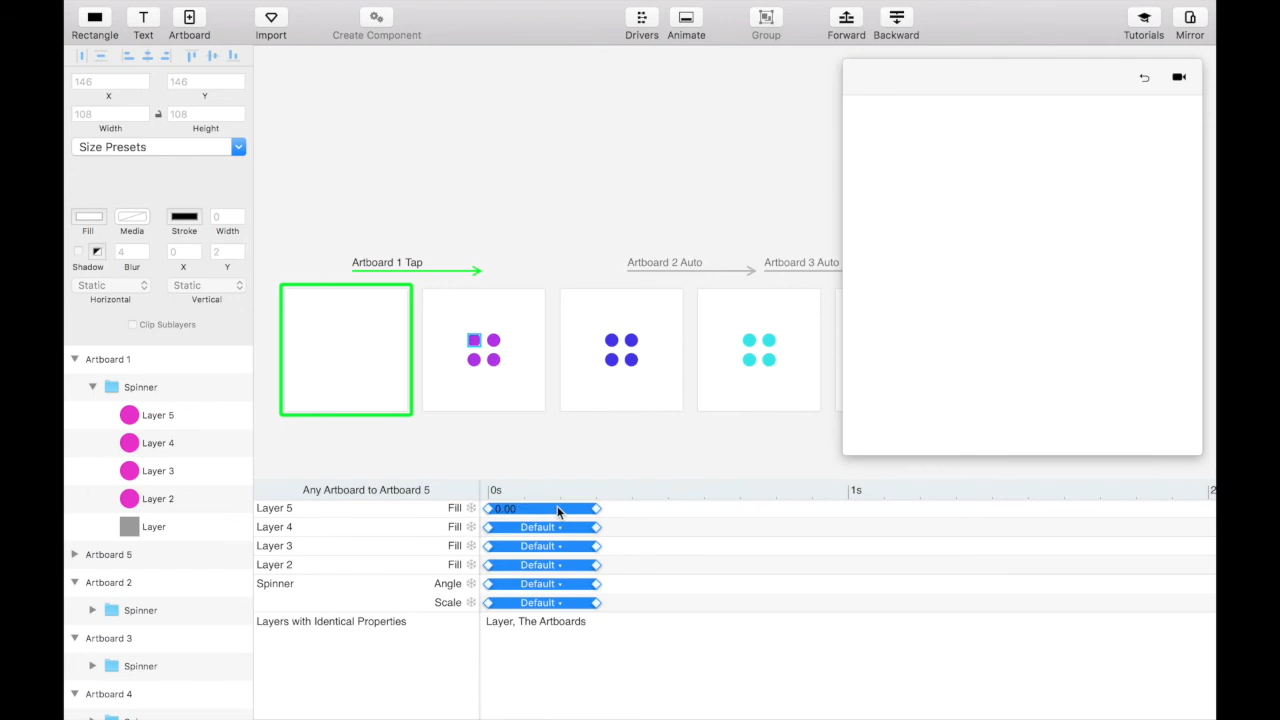 Rectangle Text Artboard Import Create Component Drivers Animate Group Forward Backward Tutorials Mirror
146 146
X Y
108 108
Width Height
Size Presets
0
Fill Media Stroke Width
4 0 2
Shadow Blur X Y
Static Static
Horizontal Vertical
Clip Sublayers
Artboard 1
Spinner
Layer 5
Layer 4
Layer 3
Layer 2
Layer
Artboard 5
Artboard 2
Spinner
Artboard 3
Spinner
Artboard 4
Artboard 1 Tap
Artboard 2 Auto
Artboard 3 Auto
Any Artboard to Artboard 5 0s 1s 2
Layer 5 Fill 0.00
Layer 4 Fill Default
Layer 3 Fill Default
Layer 2 Fill Default
Spinner Angle Default
Scale Default
Layers with Identical Properties Layer, The Artboards